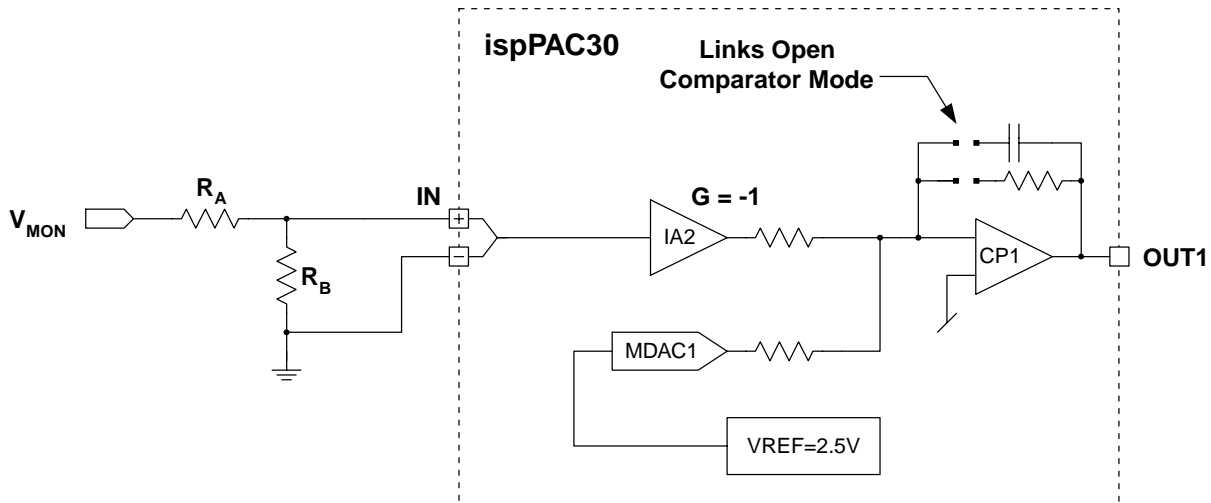 ispPAC30
Links Open
Comparator Mode
V_MON
R_A
IN
+
−
G = -1
IA2
R_B
CP1
OUT1
MDAC1
VREF=2.5V